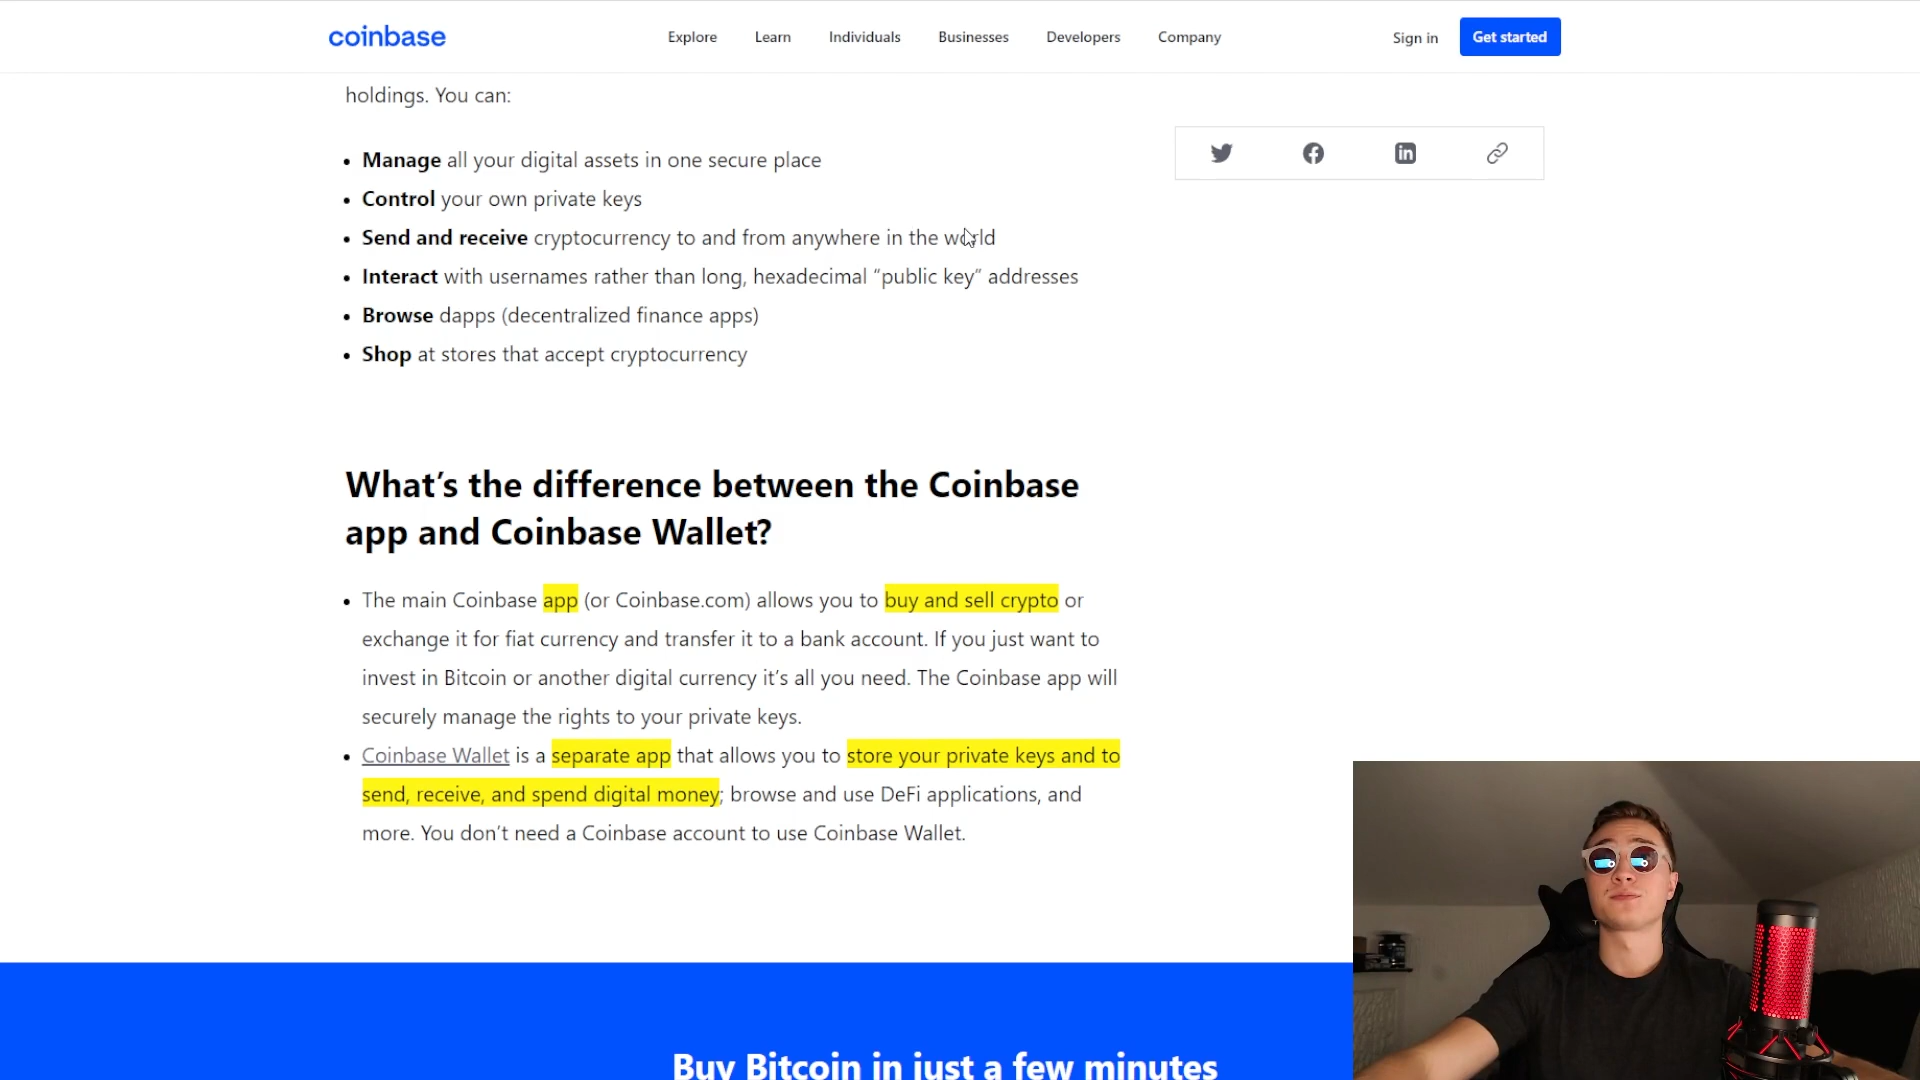 coinbase
Explore
Learn
Individuals
Businesses
Developers
Company
Sign in
Get started
holdings. You can:
• Manage all your digital assets in one secure place
• Control your own private keys
• Send and receive cryptocurrency to and from anywhere in the world
• Interact with usernames rather than long, hexadecimal “public key” addresses
• Browse dapps (decentralized finance apps)
• Shop at stores that accept cryptocurrency
What’s the difference between the Coinbase
app and Coinbase Wallet?
• The main Coinbase app (or Coinbase.com) allows you to buy and sell crypto or
exchange it for fiat currency and transfer it to a bank account. If you just want to
invest in Bitcoin or another digital currency it’s all you need. The Coinbase app will
securely manage the rights to your private keys.
• Coinbase Wallet is a separate app that allows you to store your private keys and to
send, receive, and spend digital money; browse and use DeFi applications, and
more. You don’t need a Coinbase account to use Coinbase Wallet.
Buy Bitcoin in just a few minutes